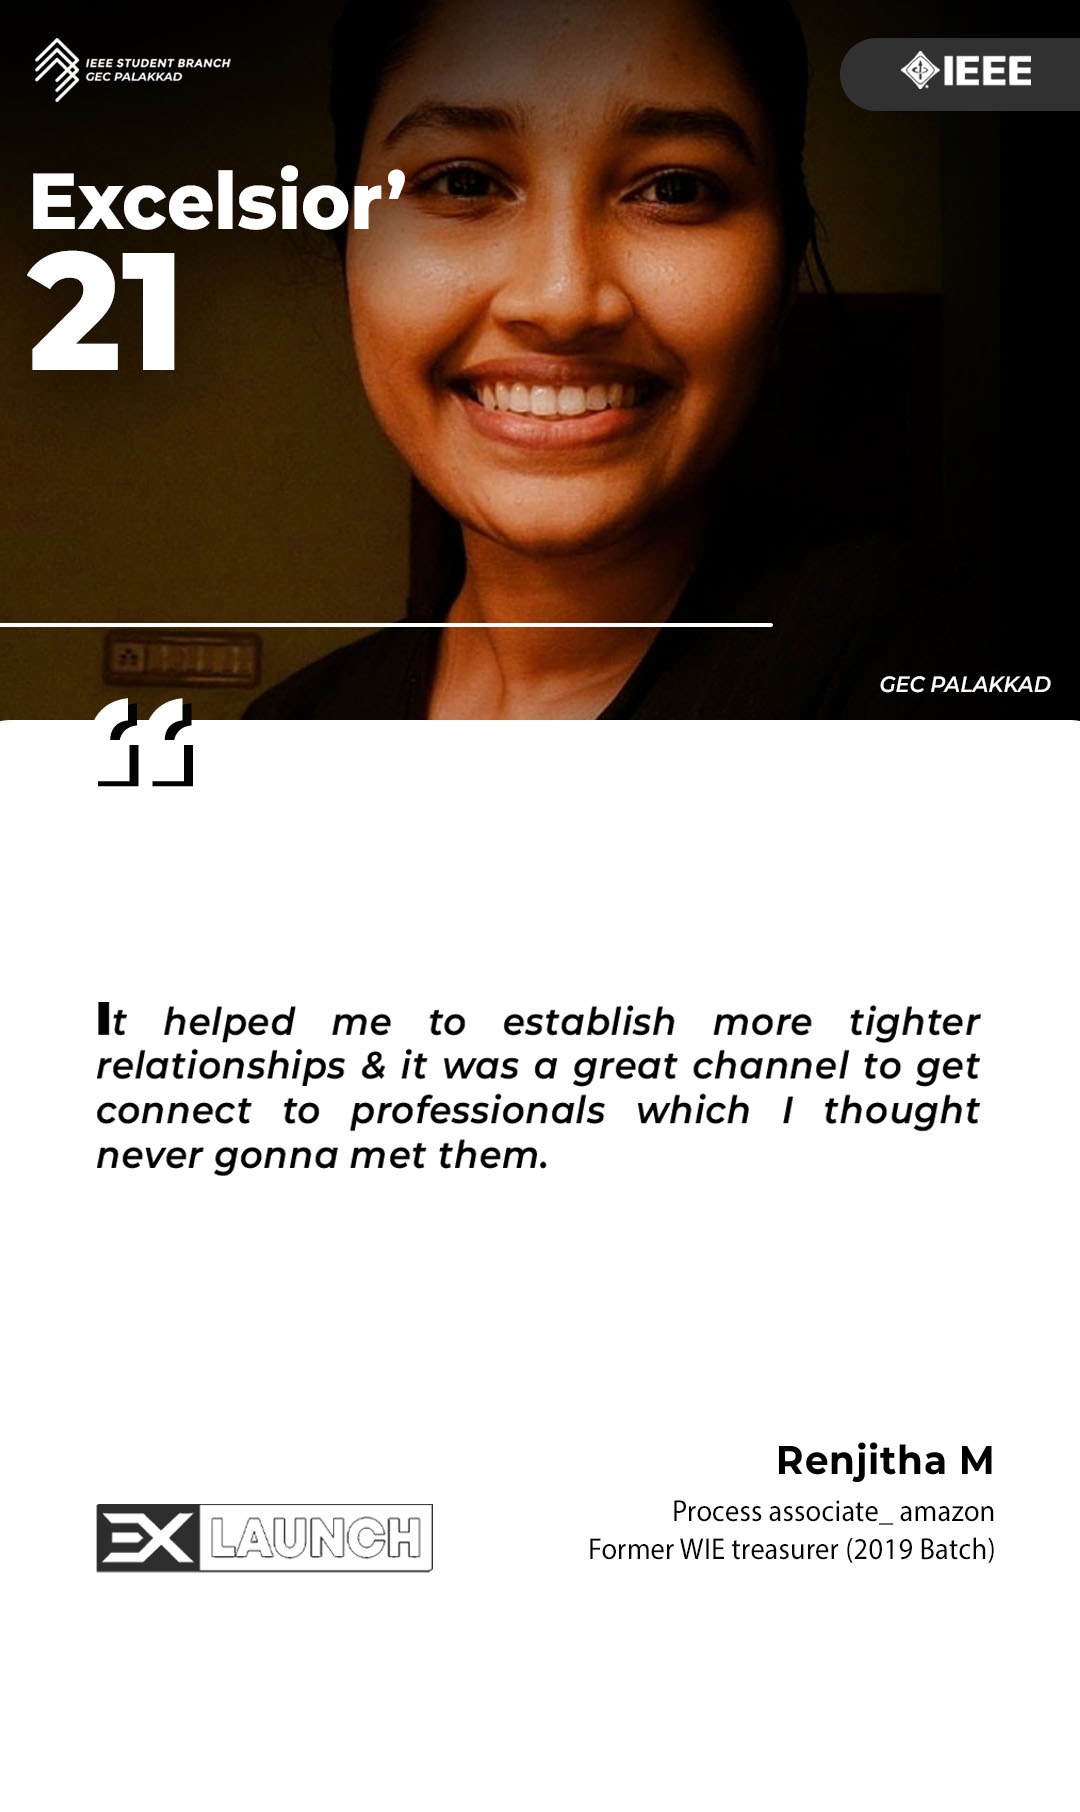 IEEE STUDENT BRANCH
GEC PALAKKAD
IEEE
Excelsior’
21
GEC PALAKKAD
“
It helped me to establish more tighter
relationships & it was a great channel to get
connect to professionals which I thought
never gonna met them.
Renjitha M
Process associate_ amazon
Former WIE treasurer (2019 Batch)
EX LAUNCH